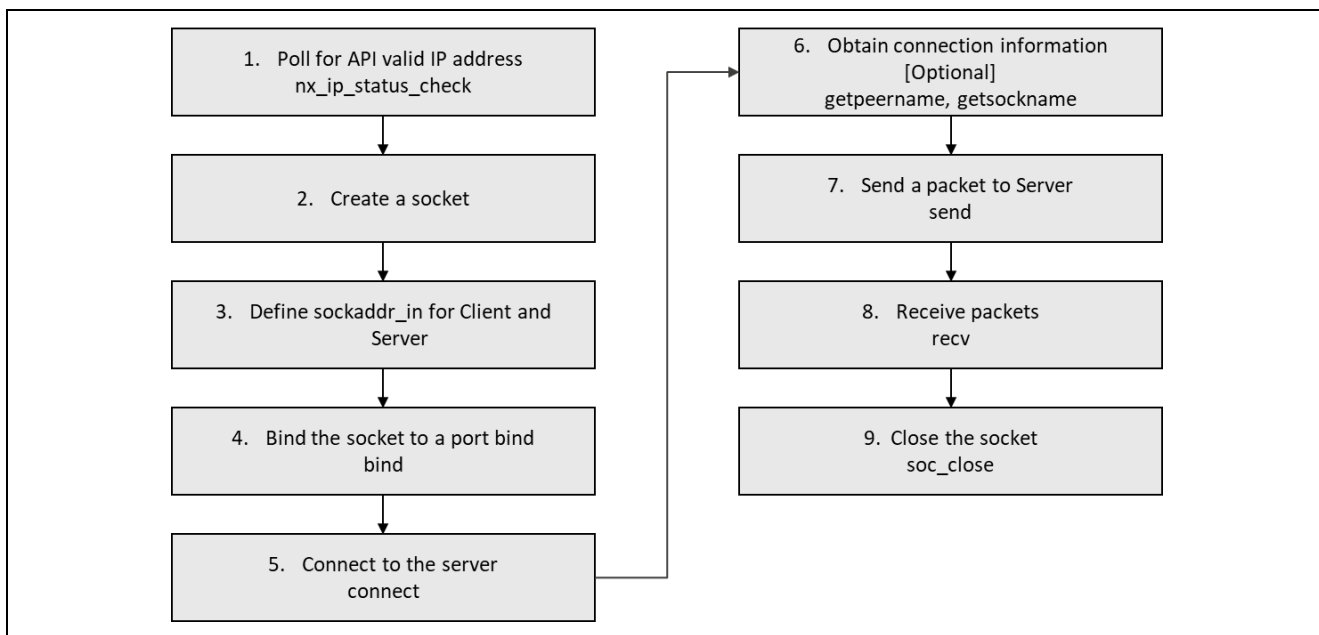 1. Poll for API valid IP address
nx_ip_status_check
2. Create a socket
3. Define sockaddr_in for Client and
Server
4. Bind the socket to a port bind
bind
5. Connect to the server
connect
6. Obtain connection information
[Optional]
getpeername, getsockname
7. Send a packet to Server
send
8. Receive packets
recv
9. Close the socket
soc_close